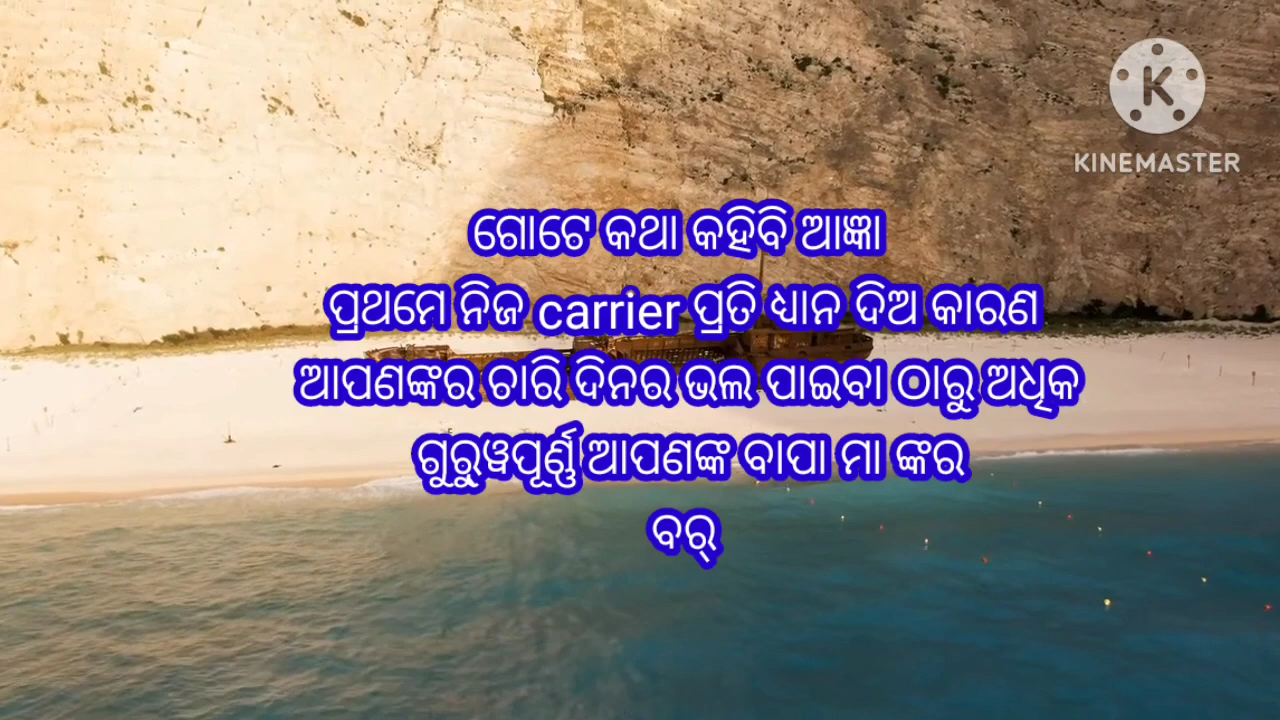 KINEMASTER
ଗୋଟେ କଥା କହିବି ଆଜ୍ଞା
ପ୍ରଥମେ ନିଜ carrier ପ୍ରତି ଧ୍ୟାନ ଦିଅ କାରଣ
ଆପଣଙ୍କର ଚାରି ଦିନର ଭଲ ପାଇବା ଠାରୁ ଅଧିକ
ଗୁରୁୱପୂର୍ଣ୍ଣ ଆପଣଙ୍କ ବାପା ମା ଙ୍କର
ବର୍